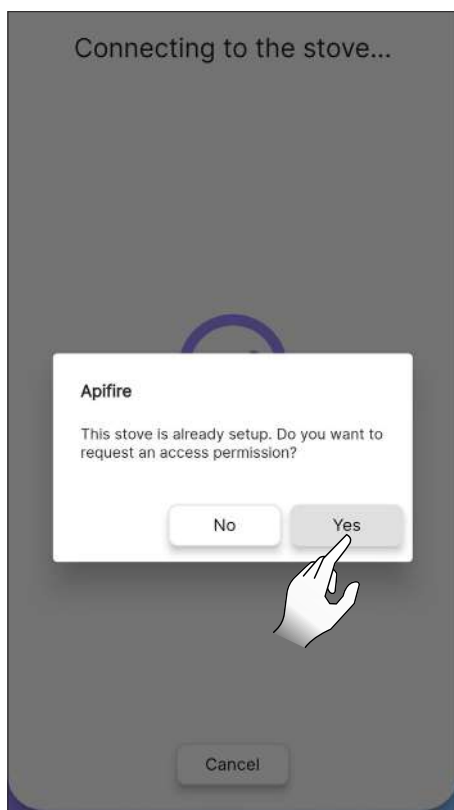 Connecting to the stove...
Apifire
This stove is already setup. Do you want to
request an access permission?
No Yes
Cancel